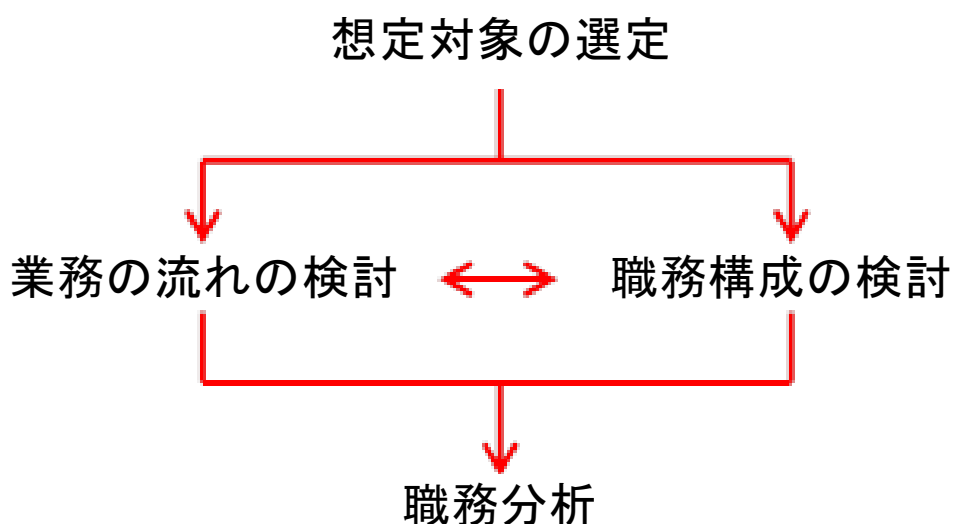 想定対象の選定
業務の流れの検討
職務構成の検討
職務分析